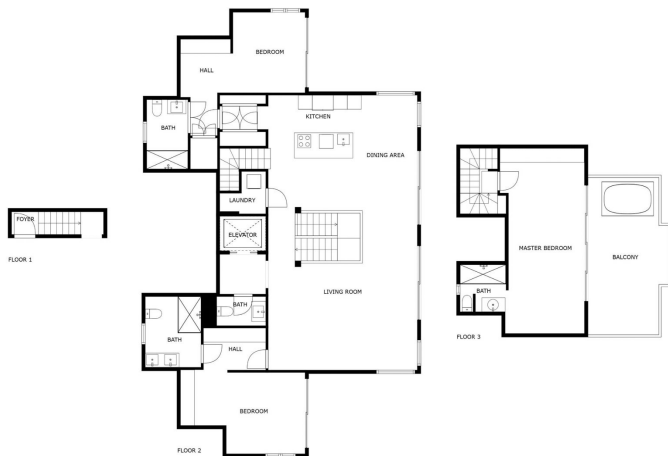 FOYER
FLOOR 1
BEDROOM
HALL
BATH
KITCHEN
DINING AREA
LAUNDRY
ELEVATOR
LIVING ROOM
BATH
BATH
HALL
BEDROOM
FLOOR 2
MASTER BEDROOM
BALCONY
BATH
FLOOR 3